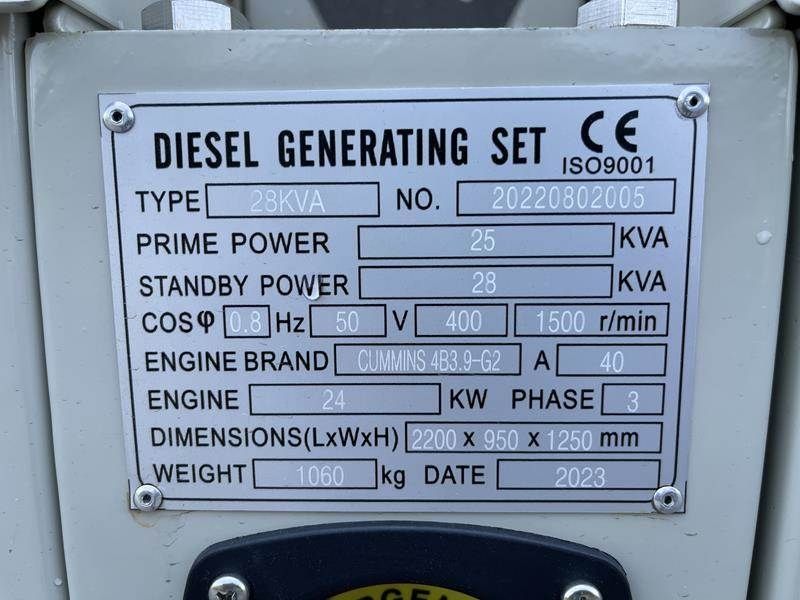 DIESEL GENERATING SET CE
ISO9001
TYPE 28KVA NO. 20220802005
PRIME POWER 25 KVA
STANDBY POWER 28 KVA
COSφ 0.8 Hz 50 V 400 1500 r/min
ENGINE BRAND CUMMINS 4B3.9-G2 A 40
ENGINE 24 KW PHASE 3
DIMENSIONS(LxWxH) 2200 x 950 x 1250 mm
WEIGHT 1060 kg DATE 2023